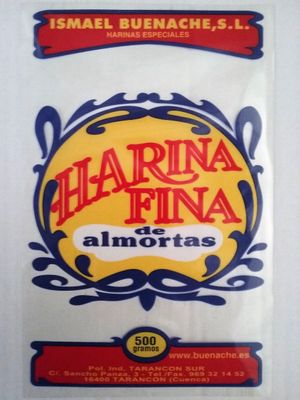 ISMAEL BUENACHE, S.L.
HARINAS ESPECIALES
HARINA
FINA
de
almortas
500
gramos
www.buenache.es
Pol. Ind. TARANCON SUR
C/. Sancho Panza, 3 - Tel./Fax. 969 32 14 52
16400 TARANCÓN (Cuenca)